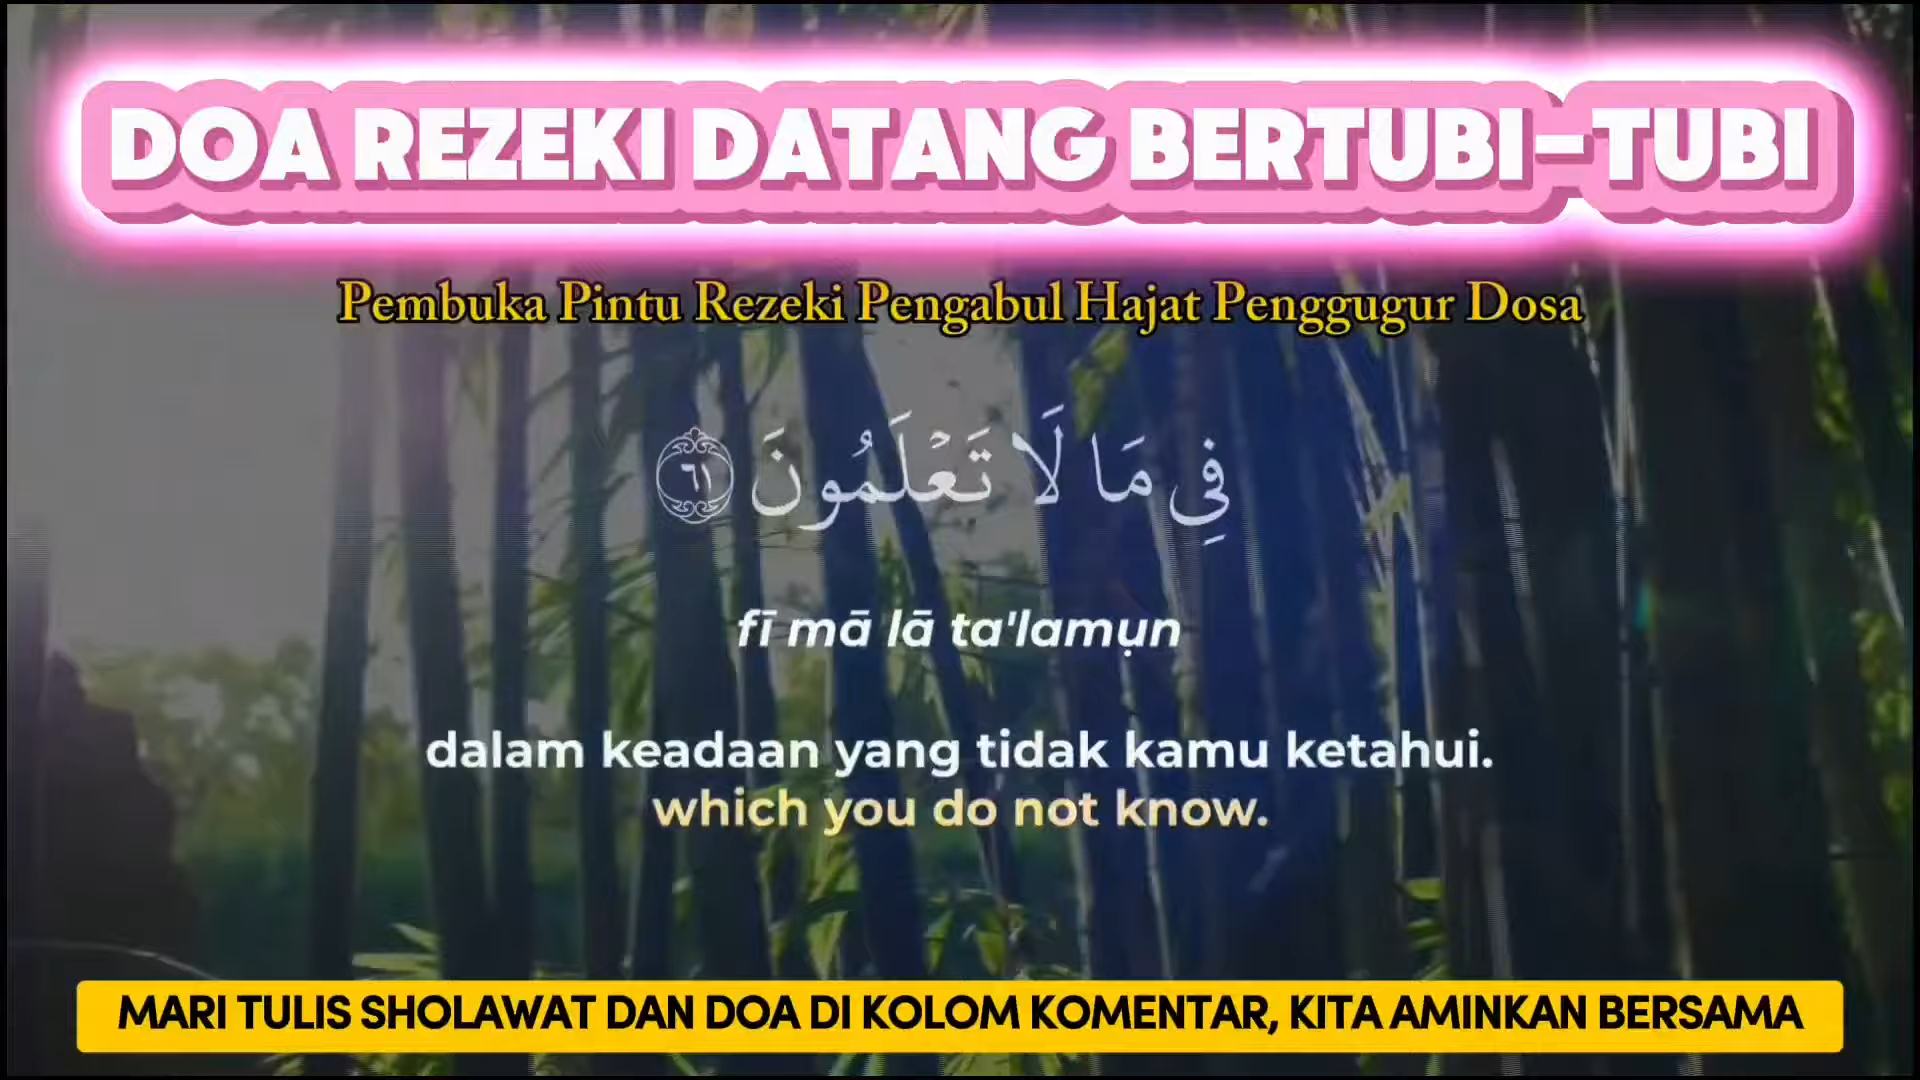 DOA REZEKI DATANG BERTUBI-TUBI
Pembuka Pintu Rezeki Pengabul Hajat Penggugur Dosa
فِي مَا لَا تَعْلَمُونَ ٦١
fī mā lā ta'lamụn
dalam keadaan yang tidak kamu ketahui.
which you do not know.
MARI TULIS SHOLAWAT DAN DOA DI KOLOM KOMENTAR, KITA AMINKAN BERSAMA